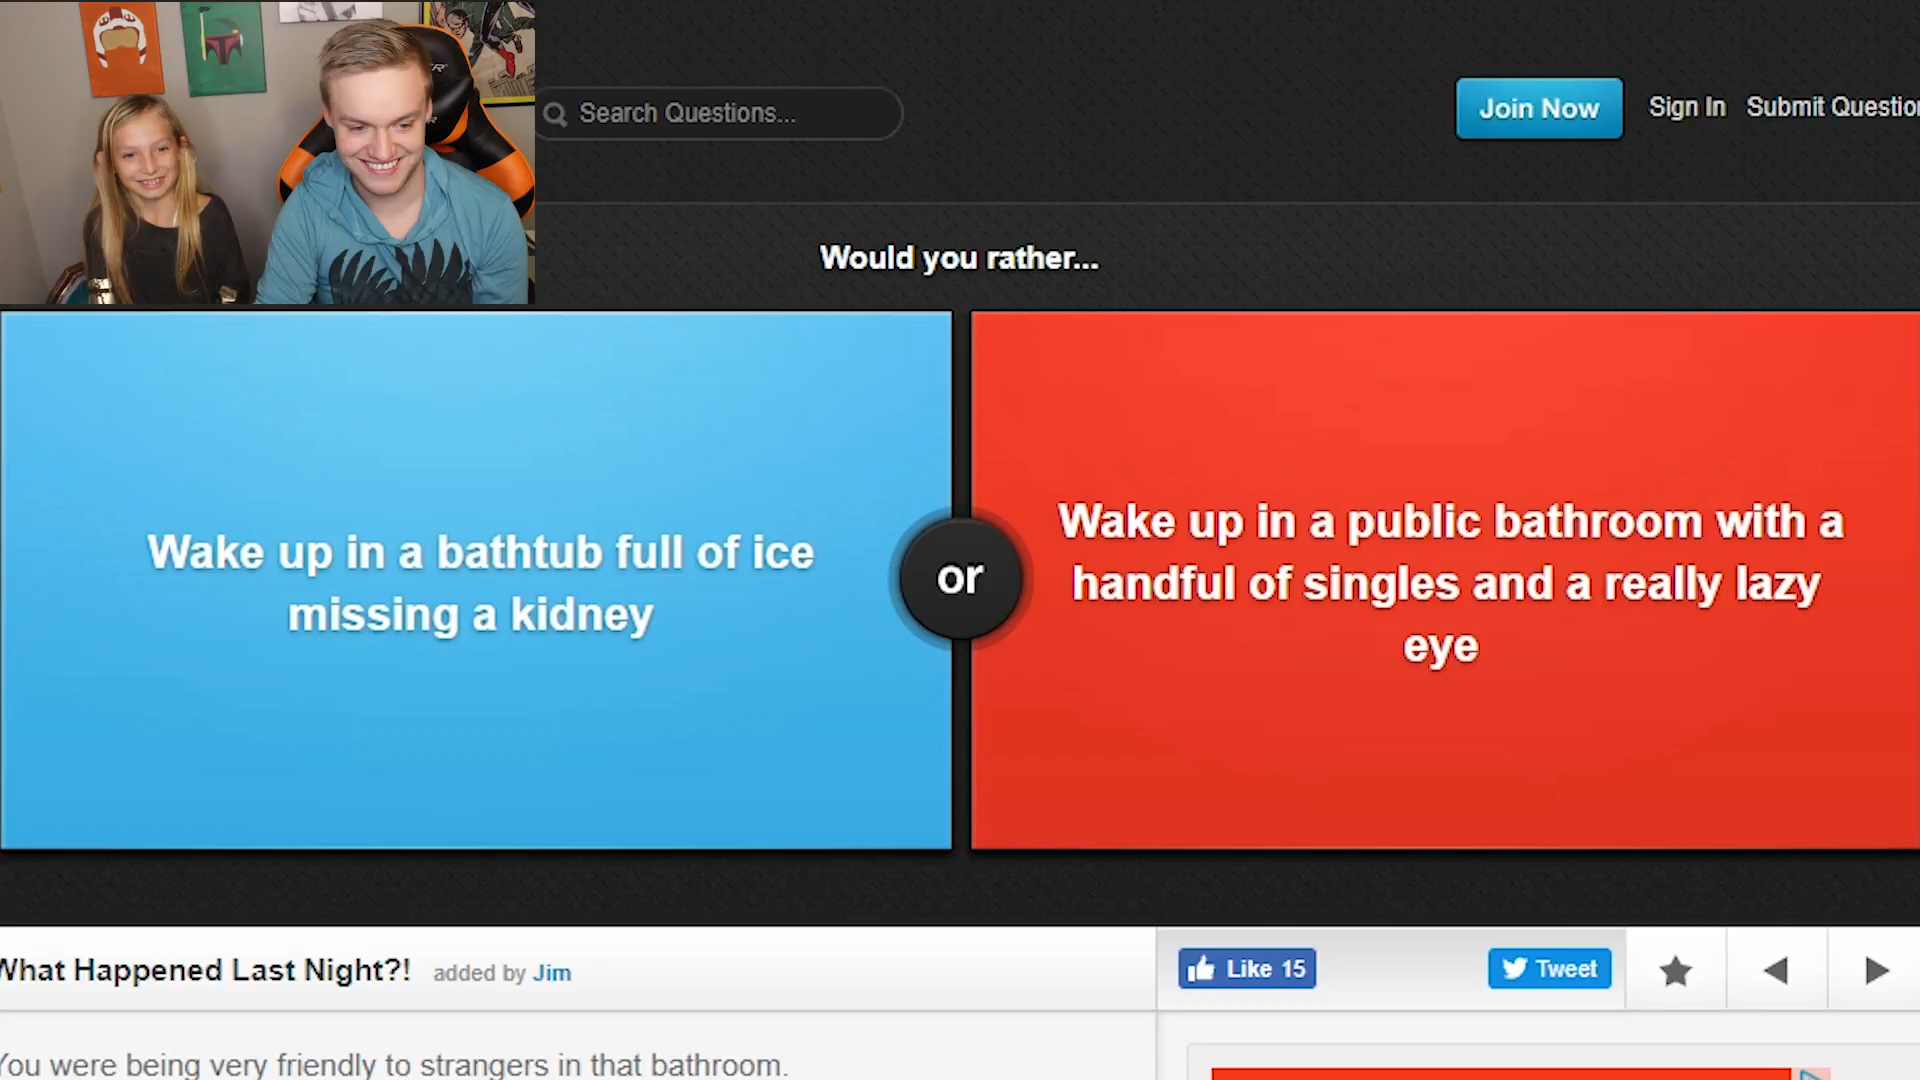 Search Questions...
Join Now
Sign In
Would you rather...
Wake up in a bathtub full of ice
missing a kidney
or
Wake up in a public bathroom with a
handful of singles and a really lazy
eye
What Happened Last Night?!
added by Jim
Like 15
Tweet
You were being very friendly to strangers in that bathroom.
Submit Question